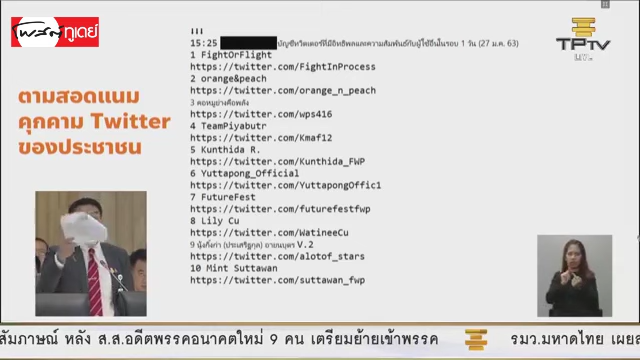 โพสต์ทูเดย์
TPTV
LIVE
ตามสอดแนม
คุกคาม Twitter
ของประชาชน
15:25 บัญชีทวิตเตอร์ที่มีอิทธิพลและความสัมพันธ์กับผู้ใช้อื่นในรอบ 1 วัน (27 ม.ค. 63)
1 FightOrFlight
https://twitter.com/FightInProcess
2 orange&peach
https://twitter.com/orange_n_peach
3 คอหมูย่างคือพลัง
https://twitter.com/wps416
4 TeamPiyabutr
https://twitter.com/Kmaf12
5 Kunthida R.
https://twitter.com/Kunthida_FWP
6 Yuttapong_Official
https://twitter.com/YuttapongOffic1
7 FutureFest
https://twitter.com/futurefestfwp
8 Lily Cu
https://twitter.com/WatineeCu
9 นุ้งกิ๊งก่า (ประเสริฐกุล) อายนบุตร V.2
https://twitter.com/alotof_stars
10 Mint Suttawan
https://twitter.com/suttawan_fwp
สัมภาษณ์ หลัง ส.ส.อดีตพรรคอนาคตใหม่ 9 คน เตรียมย้ายเข้าพรรค รมว.มหาดไทย เผย